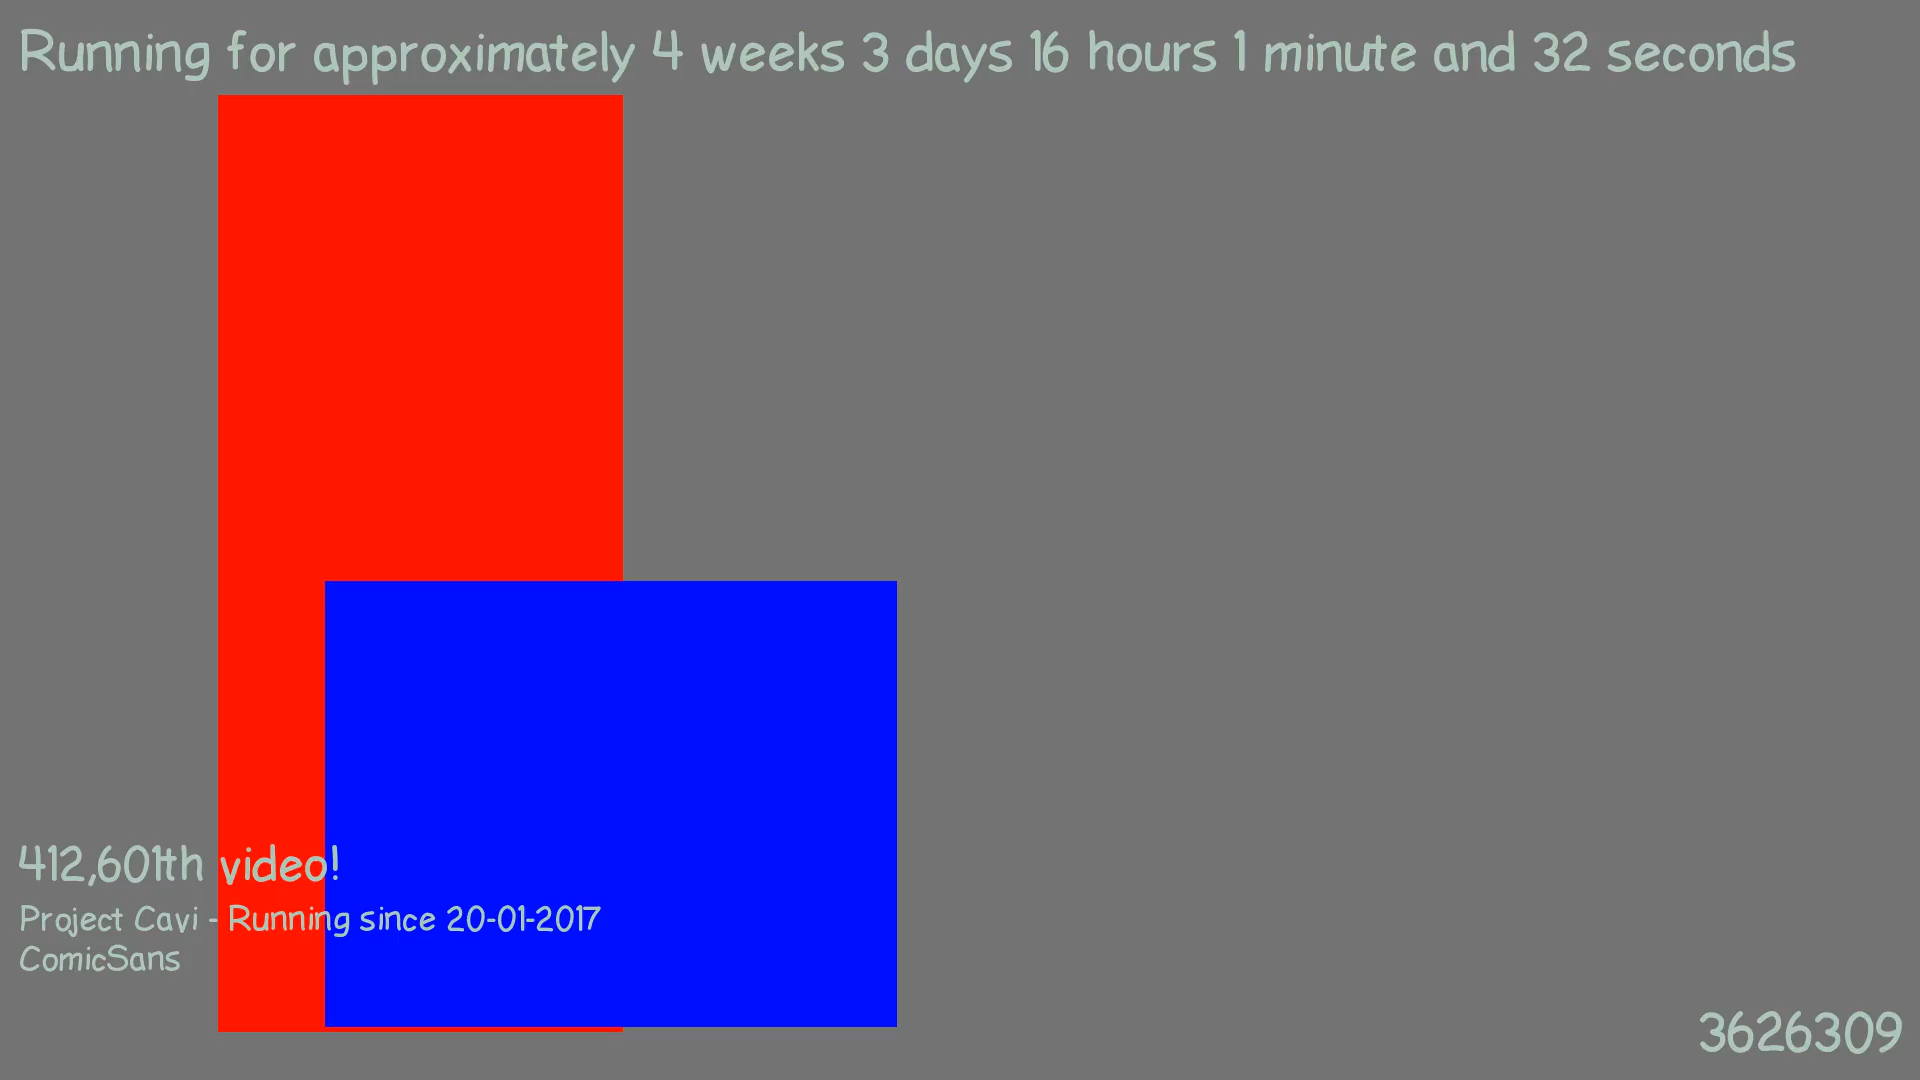 Running for approximately 4 weeks 3 days 16 hours 1 minute and 32 seconds
412,601th video!
Project Cavi - Running since 20-01-2017
ComicSans
3626309